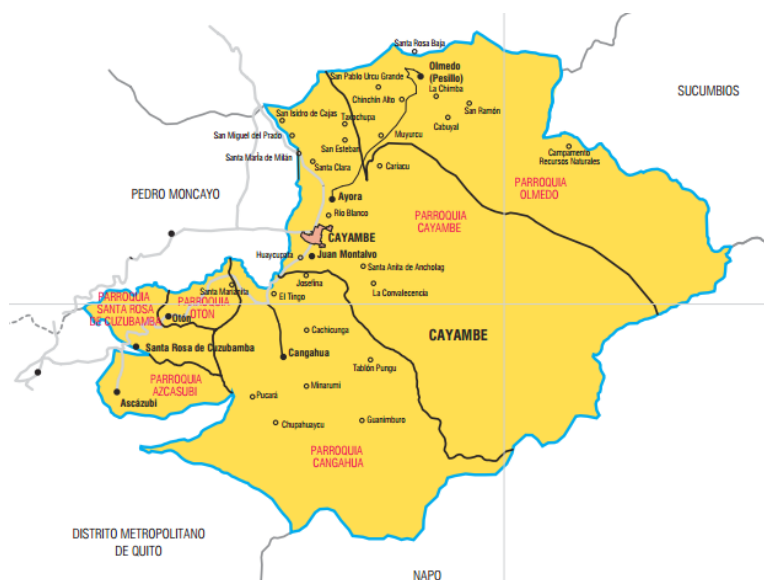 Santa Rosa Baja
Olmedo
(Pesillo)
San Pablo Urcu Grande
La Chimba
SUCUMBIOS
Chinchín Alto
San Ramón
San Isidro de Cajas
Taxochupa
Cabuyal
San Miguel del Prado
Muyurcu
San Esteban
Campamento
Recursos Naturales
Santa María de Milán
Santa Clara
Cariacu
PARROQUIA
OLMEDO
PEDRO MONCAYO
Ayora
Río Blanco
PARROQUIA
CAYAMBE
CAYAMBE
Huaycupata
Juan Montalvo
Santa Anita de Ancholag
Josefina
La Convalecencia
Santa Marianita
El Tingo
PARROQUIA
SANTA ROSA
DE CUZUBAMBA
PARROQUIA
OTON
Otón
Cachicunga
CAYAMBE
Santa Rosa de Cuzubamba
Cangahua
Tablón Pungu
PARROQUIA
AZCASUBI
Ascázubi
Minarumi
Pucará
Chupahuaycu
Guanimburo
PARROQUIA
CANGAHUA
DISTRITO METROPOLITANO
DE QUITO
NAPO